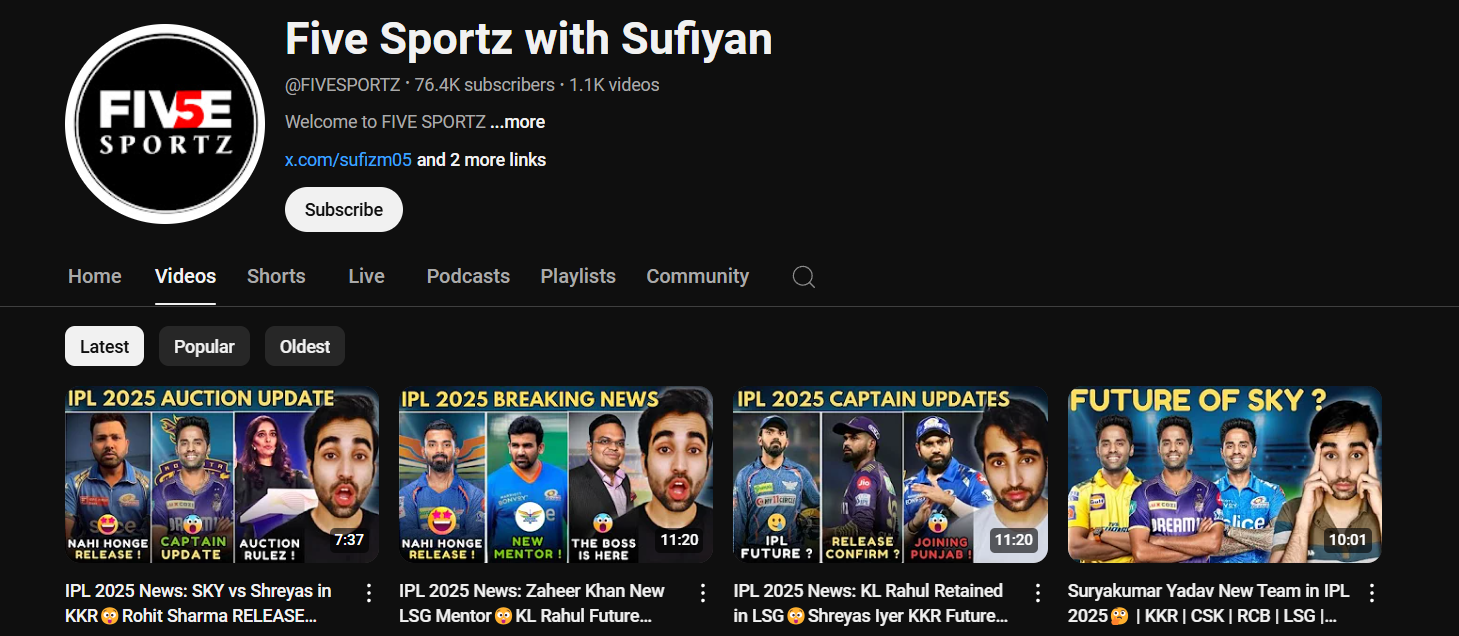 FIV5E
SPORTZ
Five Sportz with Sufiyan
@FIVESPORTZ · 76.4K subscribers · 1.1K videos
Welcome to FIVE SPORTZ ...more
x.com/sufizm05 and 2 more links
Subscribe
Home Videos Shorts Live Podcasts Playlists Community
Latest Popular Oldest
IPL 2025 AUCTION UPDATE
NAHI HONGE RELEASE !
CAPTAIN UPDATE
AUCTION RULEZ !
7:37
IPL 2025 BREAKING NEWS
NAHI HONGE RELEASE !
NEW MENTOR !
THE BOSS IS HERE
11:20
IPL 2025 CAPTAIN UPDATES
IPL FUTURE ?
RELEASE CONFIRM ?
JOINING PUNJAB !
11:20
FUTURE OF SKY ?
DREAM11
slice
10:01
IPL 2025 News: SKY vs Shreyas in
KKR😳Rohit Sharma RELEASE...
IPL 2025 News: Zaheer Khan New
LSG Mentor😳KL Rahul Future...
IPL 2025 News: KL Rahul Retained
in LSG😳Shreyas Iyer KKR Future...
Suryakumar Yadav New Team in IPL
2025🤔 | KKR | CSK | RCB | LSG |...